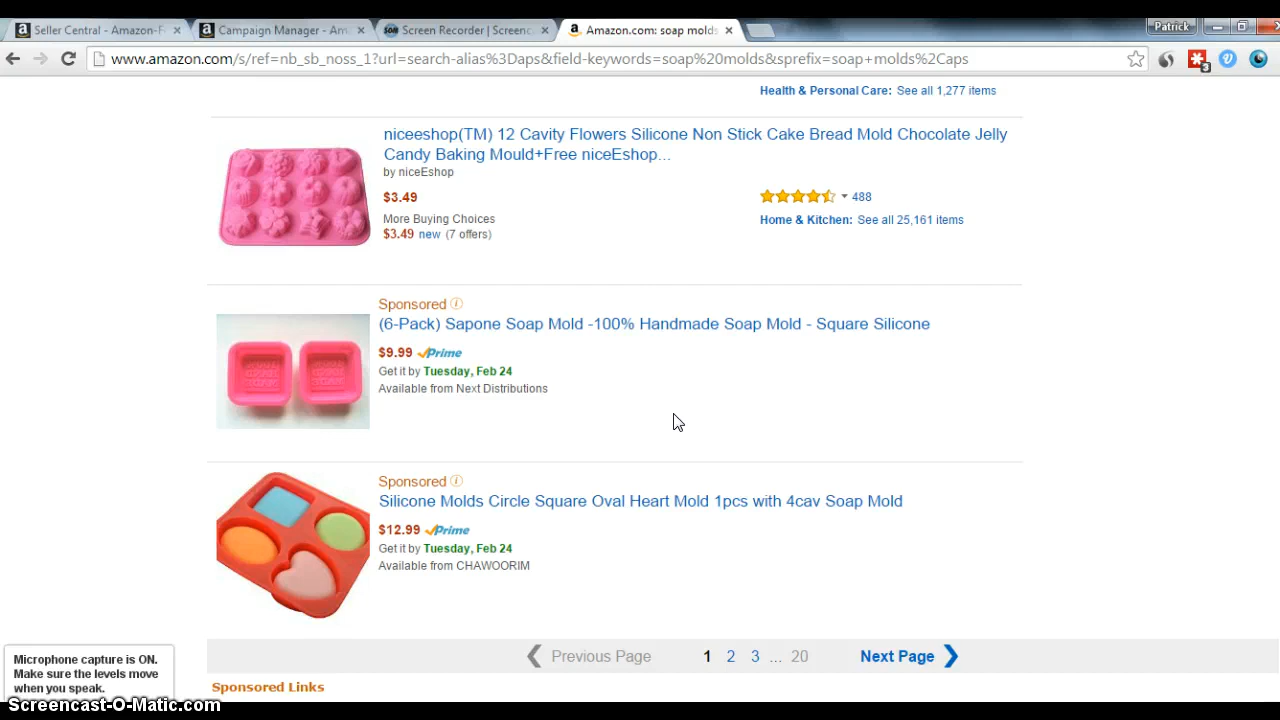 Seller Central - Amazon-F
Campaign Manager - Am
Screen Recorder | Screenc
Amazon.com: soap molds
Patrick
www.amazon.com/s/ref=nb_sb_noss_1?url=search-alias%3Daps&field-keywords=soap%20molds&sprefix=soap+molds%2Caps
3
Health & Personal Care: See all 1,277 items
niceeshop(TM) 12 Cavity Flowers Silicone Non Stick Cake Bread Mold Chocolate Jelly
Candy Baking Mould+Free niceEshop...
by niceEshop
$3.49
488
More Buying Choices
$3.49 new (7 offers)
Home & Kitchen: See all 25,161 items
Sponsored
(6-Pack) Sapone Soap Mold -100% Handmade Soap Mold - Square Silicone
$9.99 Prime
Get it by Tuesday, Feb 24
Available from Next Distributions
Sponsored
Silicone Molds Circle Square Oval Heart Mold 1pcs with 4cav Soap Mold
$12.99 Prime
Get it by Tuesday, Feb 24
Available from CHAWOORIM
Previous Page 1 2 3 ... 20 Next Page
Sponsored Links
Microphone capture is ON.
Make sure the levels move
when you speak.
Screencast-O-Matic.com